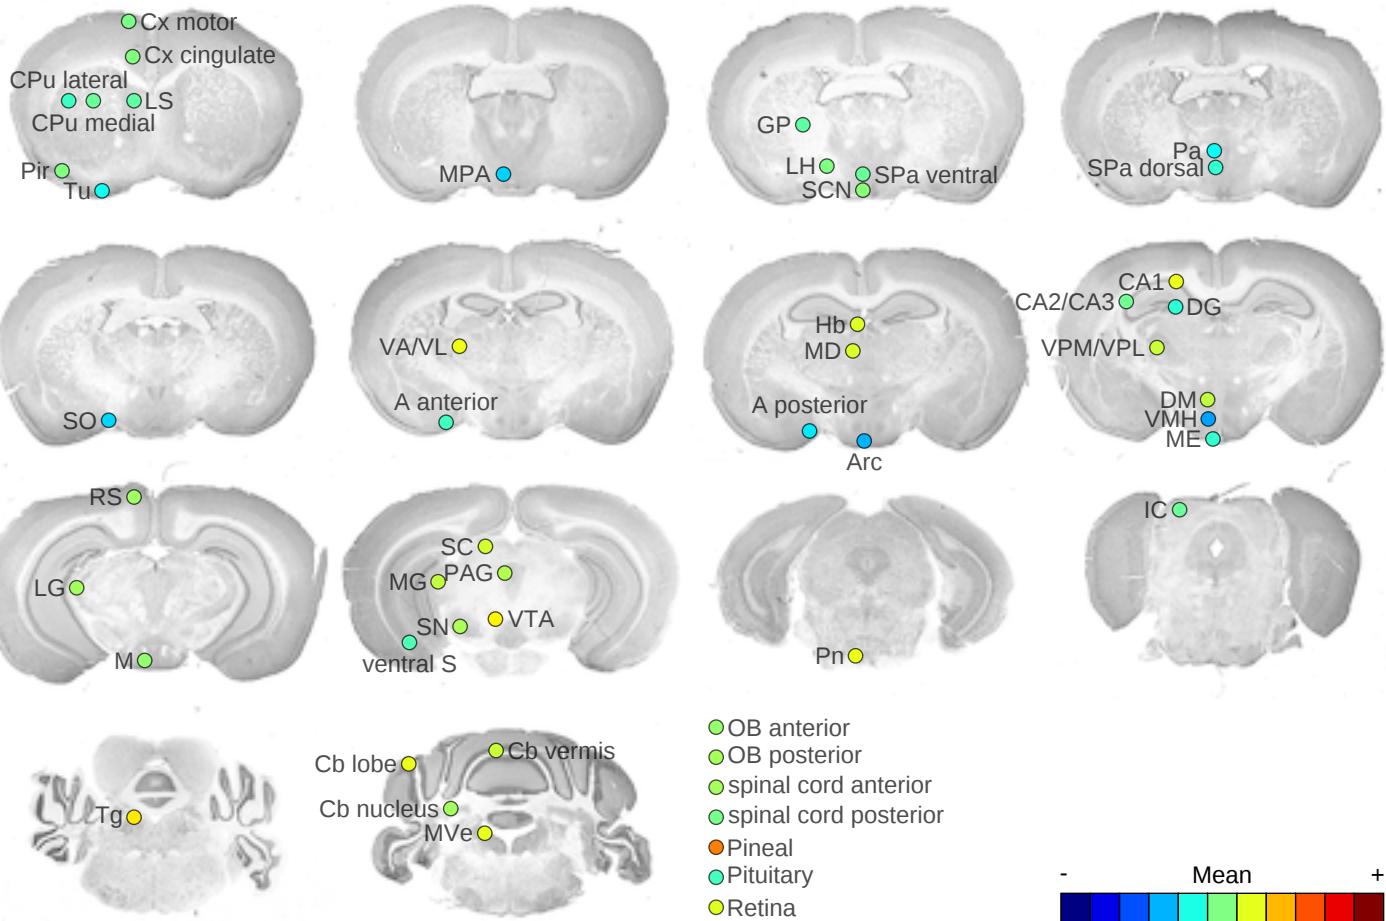 Cx motor
Cx cingulate
CPu lateral
LS
CPu medial
Pir
Tu
MPA
GP
LH
SPa ventral
SCN
Pa
SPa dorsal
SO
VA/VL
A anterior
Hb
MD
A posterior
Arc
CA1
CA2/CA3
DG
VPM/VPL
DM
VMH
ME
RS
LG
M
SC
MG
PAG
SN
VTA
ventral S
Pn
IC
Tg
Cb lobe
Cb vermis
Cb nucleus
MVe
OB anterior
OB posterior
spinal cord anterior
spinal cord posterior
Pineal
Pituitary
Retina
- Mean +